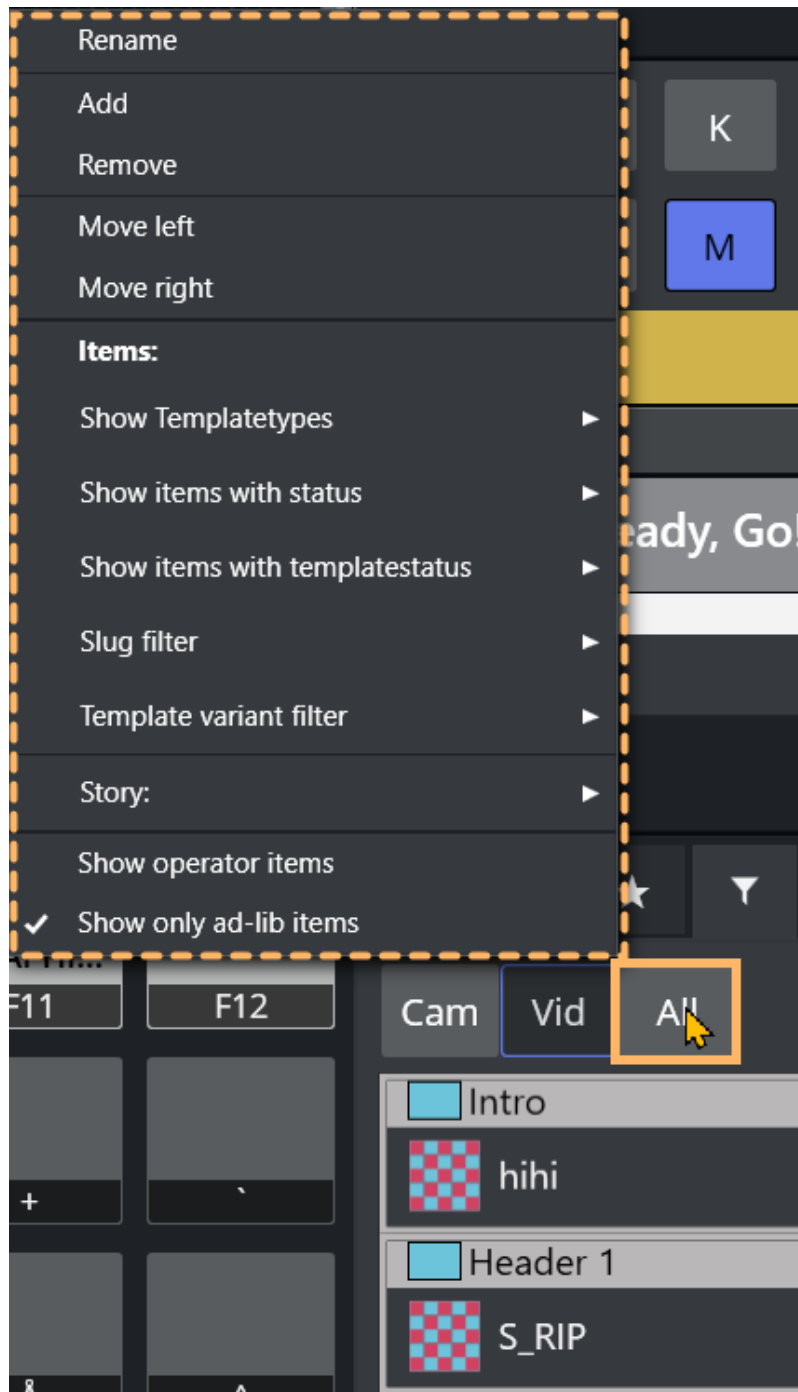 Rename
Add
Remove
Move left
Move right
Items:
Show Templatetypes
Show items with status
Show items with templatestatus
Slug filter
Template variant filter
Story:
Show operator items
Show only ad-lib items
K
M
eady, Go!
F11
F12
Cam
Vid
All
Intro
hihi
Header 1
S_RIP
+
`